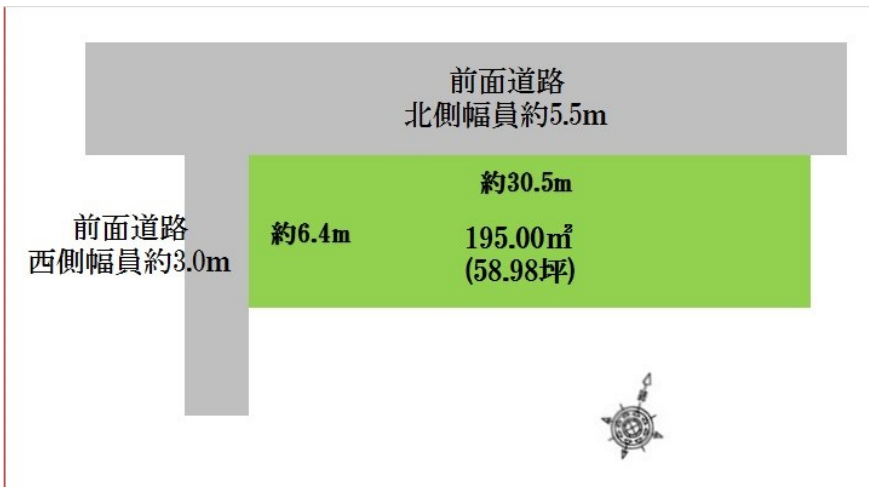 前面道路
北側幅員約5.5m
約30.5m
前面道路
西側幅員約3.0m
約6.4m
195.00㎡
(58.98坪)